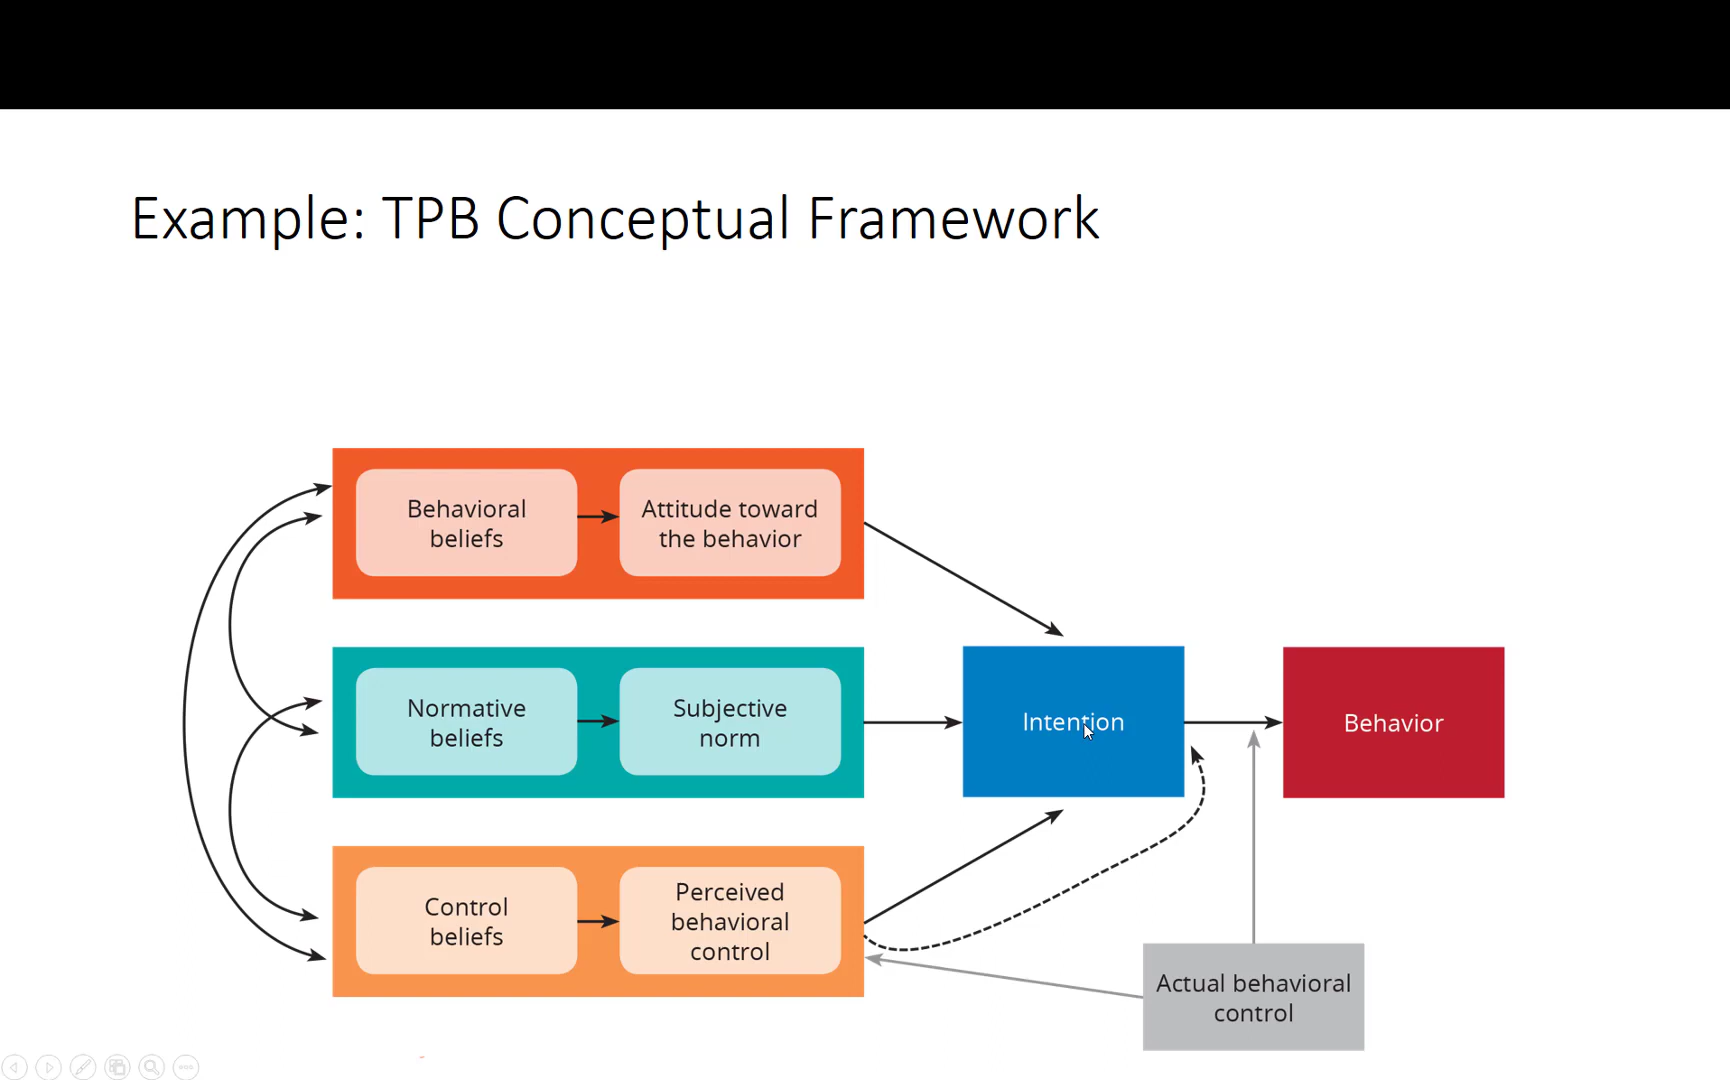 Example: TPB Conceptual Framework
Behavioral
beliefs
Attitude toward
the behavior
Normative
beliefs
Subjective
norm
Intention
Behavior
Control
beliefs
Perceived
behavioral
control
Actual behavioral
control